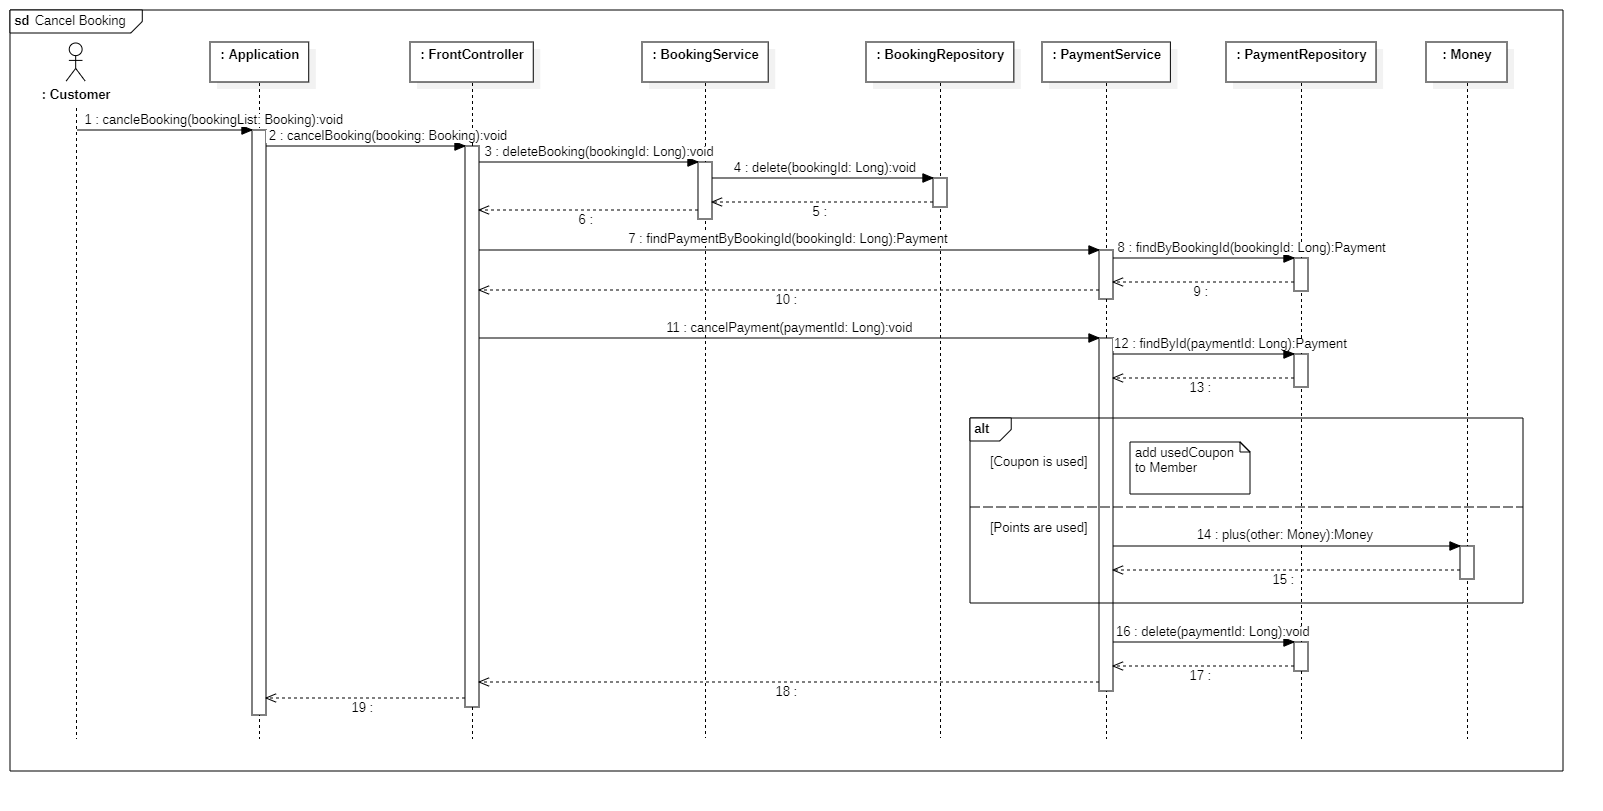 sd Cancel Booking
: Customer
: Application
: FrontController
: BookingService
: BookingRepository
: PaymentService
: PaymentRepository
: Money
1 : cancleBooking(bookingList: Booking):void
2 : cancelBooking(booking: Booking):void
3 : deleteBooking(bookingId: Long):void
4 : delete(bookingId: Long):void
5 :
6 :
7 : findPaymentByBookingId(bookingId: Long):Payment
8 : findByBookingId(bookingId: Long):Payment
9 :
10 :
11 : cancelPayment(paymentId: Long):void
12 : findById(paymentId: Long):Payment
13 :
alt
[Coupon is used]
add usedCoupon
to Member
[Points are used]
14 : plus(other: Money):Money
15 :
16 : delete(paymentId: Long):void
17 :
18 :
19 :